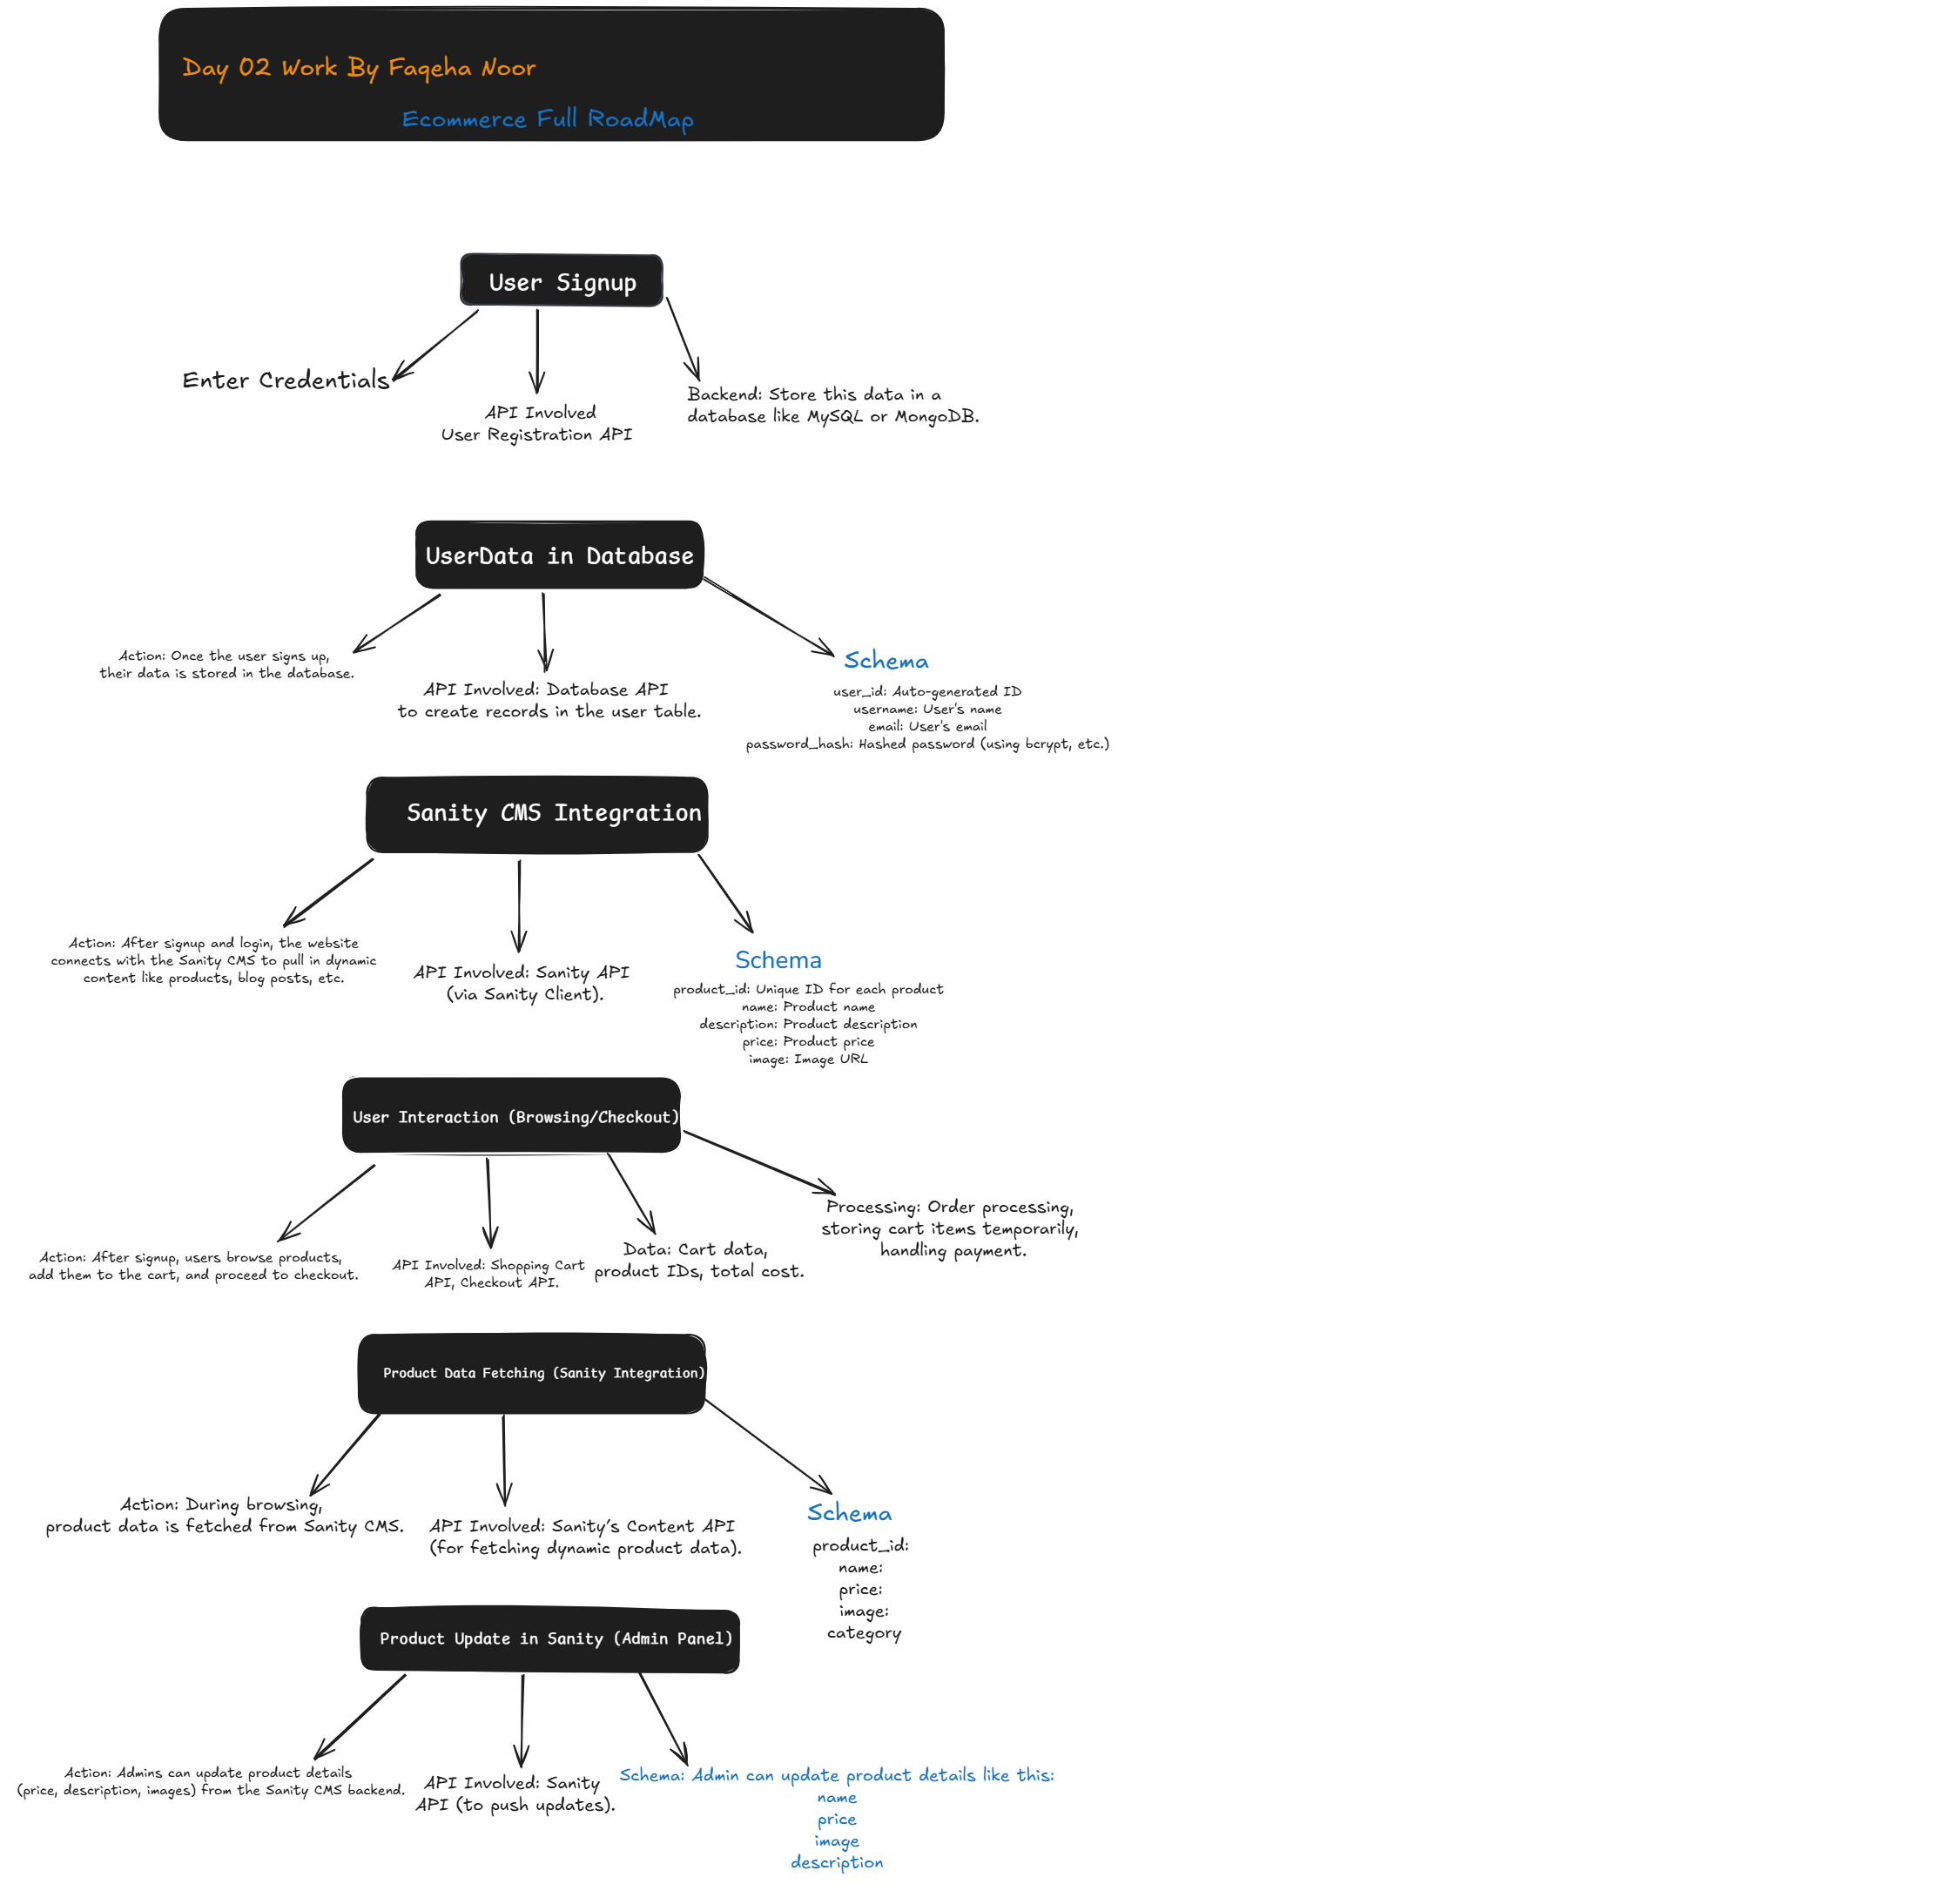 Day 02 Work By Faqeha Noor
Ecommerce Full RoadMap
User Signup
Enter Credentials
API Involved
User Registration API
Backend: Store this data in a
database like MySQL or MongoDB.
UserData in Database
Action: Once the user signs up,
their data is stored in the database.
API Involved: Database API
to create records in the user table.
Schema
user_id: Auto-generated ID
username: User's name
email: User's email
password_hash: Hashed password (using bcrypt, etc.)
Sanity CMS Integration
Action: After signup and login, the website
connects with the Sanity CMS to pull in dynamic
content like products, blog posts, etc.
API Involved: Sanity API
(via Sanity Client).
Schema
product_id: Unique ID for each product
name: Product name
description: Product description
price: Product price
image: Image URL
User Interaction (Browsing/Checkout)
Action: After signup, users browse products,
add them to the cart, and proceed to checkout.
API Involved: Shopping Cart
API, Checkout API.
Data: Cart data,
product IDs, total cost.
Processing: Order processing,
storing cart items temporarily,
handling payment.
Product Data Fetching (Sanity Integration)
Action: During browsing,
product data is fetched from Sanity CMS.
API Involved: Sanity's Content API
(for fetching dynamic product data).
Schema
product_id:
name:
price:
image:
category
Product Update in Sanity (Admin Panel)
Action: Admins can update product details
(price, description, images) from the Sanity CMS backend.
API Involved: Sanity
API (to push updates).
Schema: Admin can update product details like this:
name
price
image
description